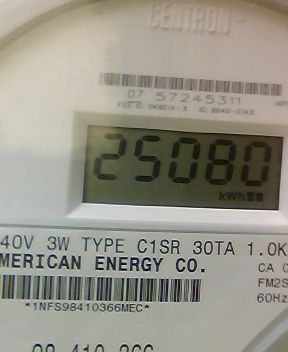 CENTRON®
07 57245311
25080
kWh
40V 3W TYPE C1SR 30TA 1.0K
MERICAN ENERGY CO.
CA 0
FM2S
60Hz
*1NFS98410366MEC*